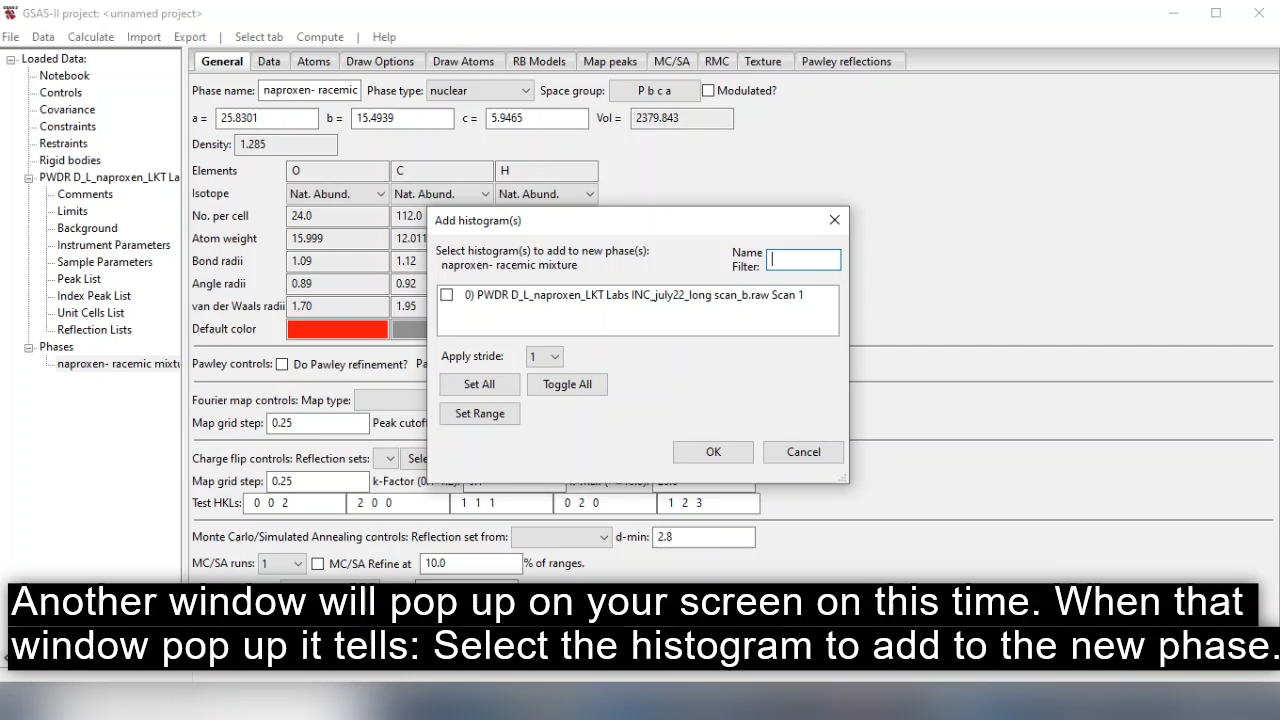 GSAS-II project: <unnamed project>
File Data Calculate Import Export | Select tab Compute | Help
Loaded Data:
Notebook
Controls
Covariance
Constraints
Restraints
Rigid bodies
PWDR D_L_naproxen_LKT La
Comments
Limits
Background
Instrument Parameters
Sample Parameters
Peak List
Index Peak List
Unit Cells List
Reflection Lists
Phases
naproxen- racemic mixtu
General Data Atoms Draw Options Draw Atoms RB Models Map peaks MC/SA RMC Texture Pawley reflections
Phase name: naproxen- racemic Phase type: nuclear Space group: P b c a Modulated?
a = 25.8301 b = 15.4939 c = 5.9465 Vol = 2379.843
Density: 1.285
Elements O C H
Isotope Nat. Abund. Nat. Abund. Nat. Abund.
No. per cell 24.0 112.0
Atom weight 15.999 12.011
Bond radii 1.09 1.12
Angle radii 0.89 0.92
van der Waals radii 1.70 1.95
Default color
Pawley controls: Do Pawley refinement? Pa
Fourier map controls: Map type:
Map grid step: 0.25 Peak cutof
Charge flip controls: Reflection sets: Sele
Map grid step: 0.25
Test HKLs: 0 0 2 2 0 0 1 1 1 0 2 0 1 2 3
Monte Carlo/Simulated Annealing controls: Reflection set from: d-min: 2.8
MC/SA runs: 1 MC/SA Refine at 10.0 % of ranges.
Add histogram(s)
Select histogram(s) to add to new phase(s):
naproxen- racemic mixture
Name
Filter:
0) PWDR D_L_naproxen_LKT Labs INC_july22_long scan_b.raw Scan 1
Apply stride: 1
Set All Toggle All
Set Range
OK Cancel
Another window will pop up on your screen on this time. When that
window pop up it tells: Select the histogram to add to the new phase.